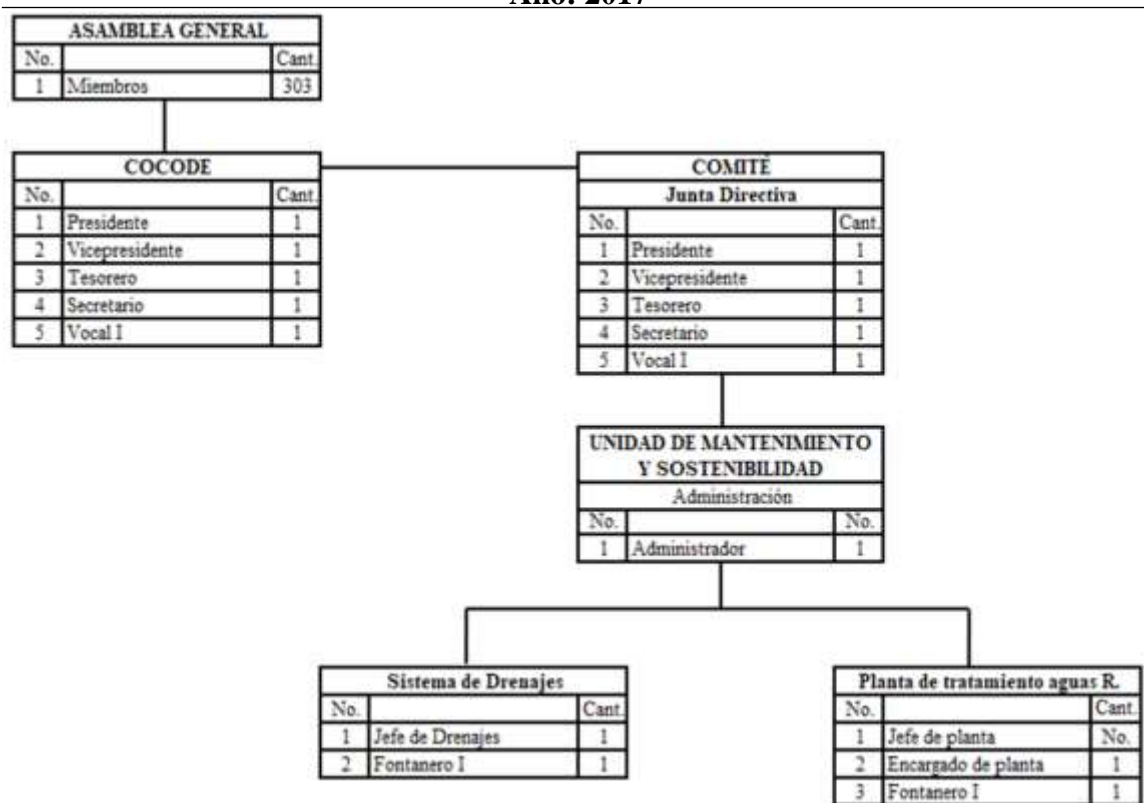 Año: 2017
ASAMBLEA GENERAL
No. Cant.
1 Miembros 303
COCODE
No. Cant.
1 Presidente 1
2 Vicepresidente 1
3 Tesorero 1
4 Secretario 1
5 Vocal I 1
COMITÉ
Junta Directiva
No. Cant.
1 Presidente 1
2 Vicepresidente 1
3 Tesorero 1
4 Secretario 1
5 Vocal I 1
UNIDAD DE MANTENIMIENTO
Y SOSTENIBILIDAD
Administración
No. No.
1 Administrador 1
Sistema de Drenajes
No. Cant.
1 Jefe de Drenajes 1
2 Fontanero I 1
Planta de tratamiento aguas R.
No. Cant.
1 Jefe de planta No.
2 Encargado de planta 1
3 Fontanero I 1